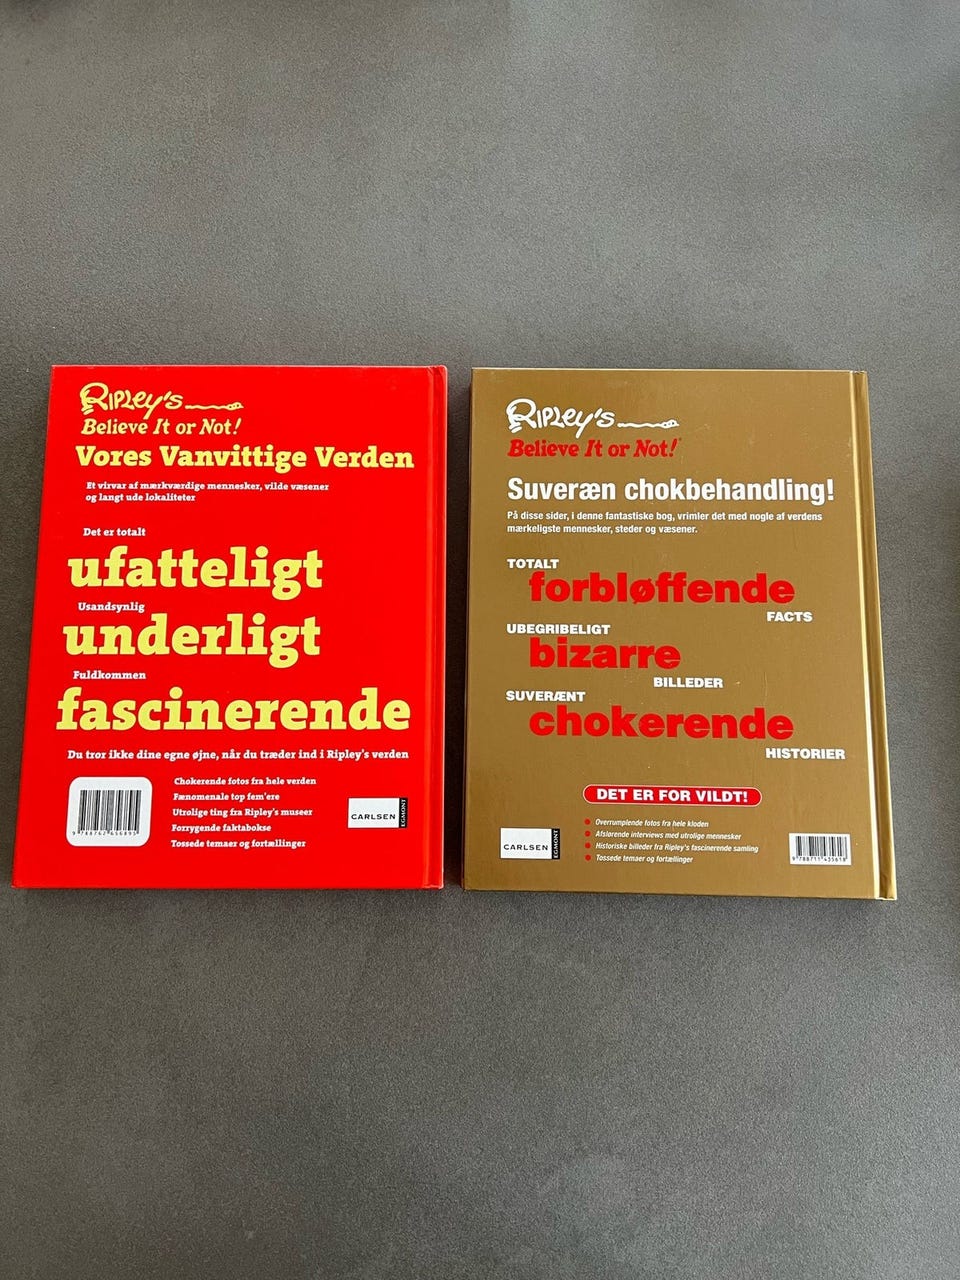 RIPLEY'S
Believe It or Not!
Vores Vanvittige Verden
Et virvar af mærkværdige mennesker, vilde væsener
og langt ude lokaliteter
Det er totalt
ufatteligt
Usandsynlig
underligt
Fuldkommen
fascinerende
Du tror ikke dine egne øjne, når du træder ind i Ripley's verden
Chokerende fotos fra hele verden
Fænomenale top fem'ere
Utrolige ting fra Ripley's museer
Forrygende faktabokse
Tossede temaer og fortællinger
9 788762 656895
CARLSEN
EGMONT
RIPLEY'S
Believe It or Not!
Suveræn chokbehandling!
På disse sider, i denne fantastiske bog, vrimler det med nogle af verdens
mærkeligste mennesker, steder og væsener.
TOTALT
forbløffende
FACTS
UBEGRIBELIGT
bizarre
BILLEDER
SUVERÆNT
chokerende
HISTORIER
DET ER FOR VILDT!
Overrumplende fotos fra hele kloden
Afslørende interviews med utrolige mennesker
Historiske billeder fra Ripley's fascinerende samling
Tossede temaer og fortællinger
CARLSEN
EGMONT
9 788711 435618